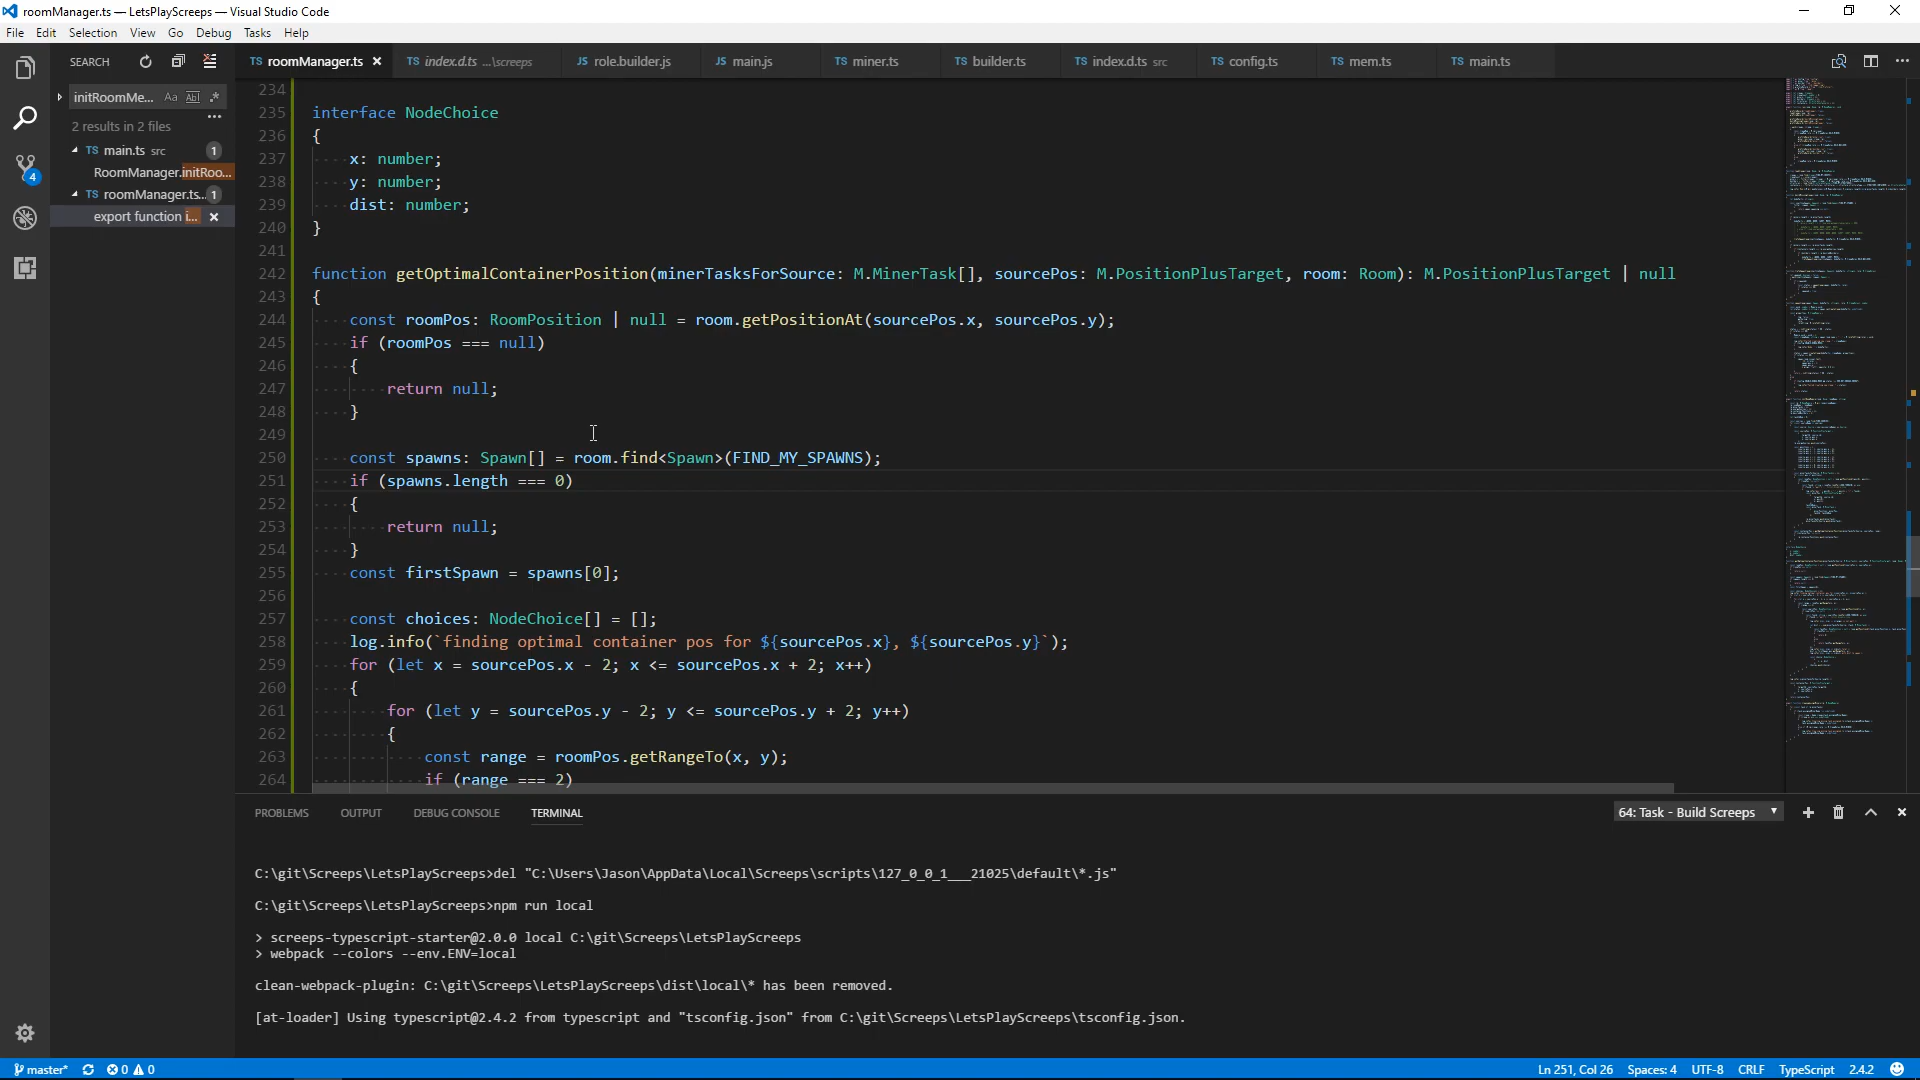 roomManager.ts — LetsPlayScreeps — Visual Studio Code
File Edit Selection View Go Debug Tasks Help
SEARCH
TS roomManager.ts
TS index.d.ts ...\screeps
JS role.builder.js
JS main.js
TS miner.ts
TS builder.ts
TS index.d.ts src
TS config.ts
TS mem.ts
TS main.ts
initRoomMe... Aa Abl .*
2 results in 2 files
TS main.ts src 1
RoomManager.initRoo...
TS roomManager.ts... 1
export function i...
4
234
235 interface NodeChoice
236 {
237 x: number;
238 y: number;
239 dist: number;
240 }
241
242 function getOptimalContainerPosition(minerTasksForSource: M.MinerTask[], sourcePos: M.PositionPlusTarget, room: Room): M.PositionPlusTarget | null
243 {
244 const roomPos: RoomPosition | null = room.getPositionAt(sourcePos.x, sourcePos.y);
245 if (roomPos === null)
246 {
247 return null;
248 }
249
250 const spawns: Spawn[] = room.find<Spawn>(FIND_MY_SPAWNS);
251 if (spawns.length === 0)
252 {
253 return null;
254 }
255 const firstSpawn = spawns[0];
256
257 const choices: NodeChoice[] = [];
258 log.info(`finding optimal container pos for ${sourcePos.x}, ${sourcePos.y}`);
259 for (let x = sourcePos.x - 2; x <= sourcePos.x + 2; x++)
260 {
261 for (let y = sourcePos.y - 2; y <= sourcePos.y + 2; y++)
262 {
263 const range = roomPos.getRangeTo(x, y);
264 if (range === 2)
PROBLEMS OUTPUT DEBUG CONSOLE TERMINAL
64: Task - Build Screeps
C:\git\Screeps\LetsPlayScreeps>del "C:\Users\Jason\AppData\Local\Screeps\scripts\127_0_0_1___21025\default\*.js"
C:\git\Screeps\LetsPlayScreeps>npm run local
> screeps-typescript-starter@2.0.0 local C:\git\Screeps\LetsPlayScreeps
> webpack --colors --env.ENV=local
clean-webpack-plugin: C:\git\Screeps\LetsPlayScreeps\dist\local\* has been removed.
[at-loader] Using typescript@2.4.2 from typescript and "tsconfig.json" from C:\git\Screeps\LetsPlayScreeps\tsconfig.json.
master* 0 0
Ln 251, Col 26 Spaces: 4 UTF-8 CRLF TypeScript 2.4.2